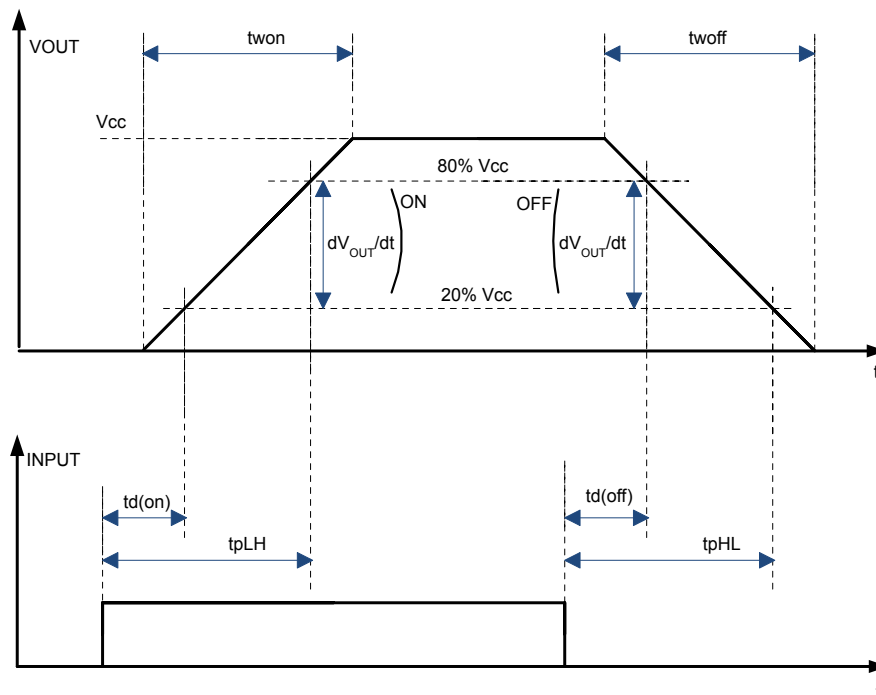 VOUT
twon
twoff
Vcc
80% Vcc
ON
OFF
dVOUT/dt
dVOUT/dt
20% Vcc
t
INPUT
td(on)
td(off)
tpLH
tpHL